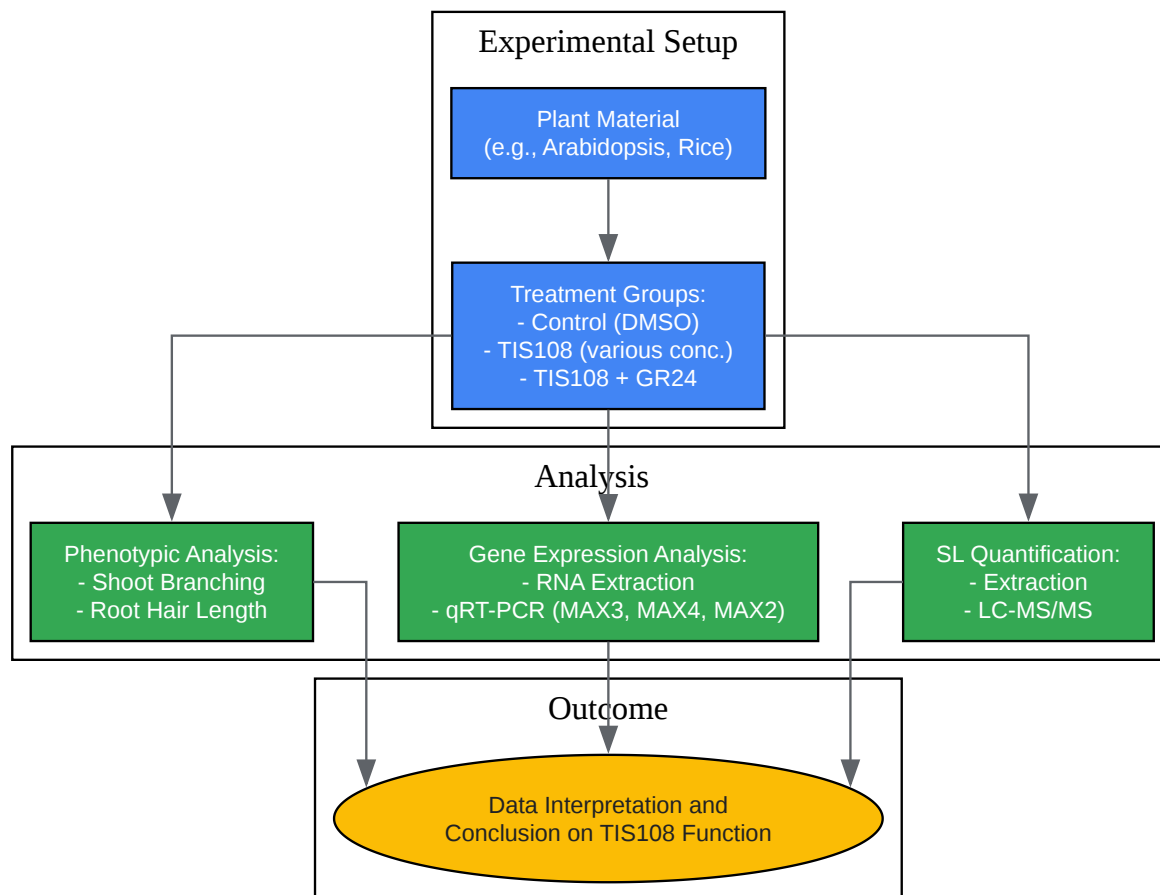 Experimental Setup
Plant Material
(e.g., Arabidopsis, Rice)
Treatment Groups:
- Control (DMSO)
- TIS108 (various conc.)
- TIS108 + GR24
Analysis
Phenotypic Analysis:
- Shoot Branching
- Root Hair Length
Gene Expression Analysis:
- RNA Extraction
- qRT-PCR (MAX3, MAX4, MAX2)
SL Quantification:
- Extraction
- LC-MS/MS
Outcome
Data Interpretation and
Conclusion on TIS108 Function